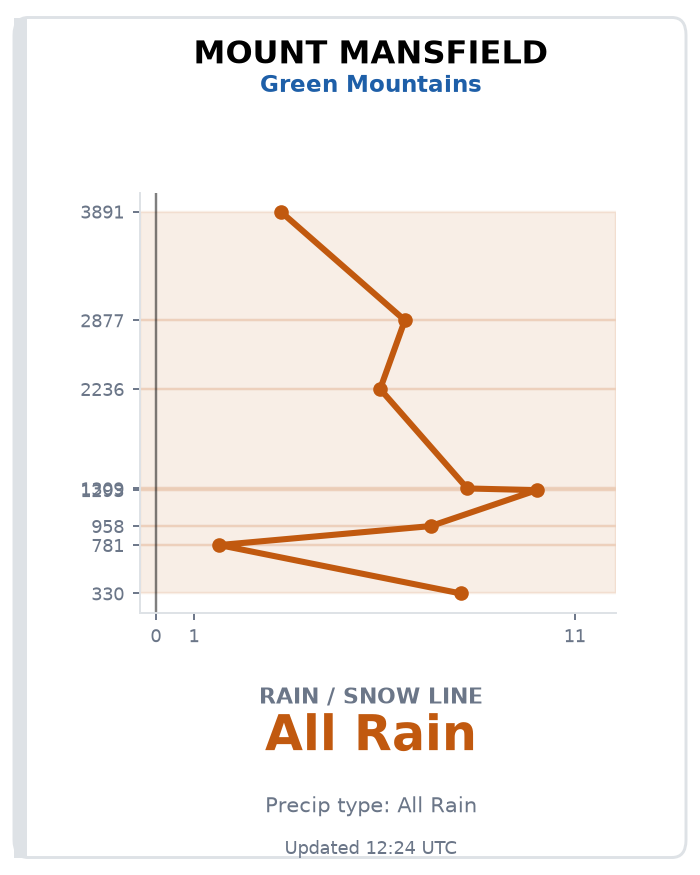 MOUNT MANSFIELD
Green Mountains
3891
2877
2236
958
781
330
0 1 11
RAIN / SNOW LINE
All Rain
Precip type: All Rain
Updated 12:24 UTC